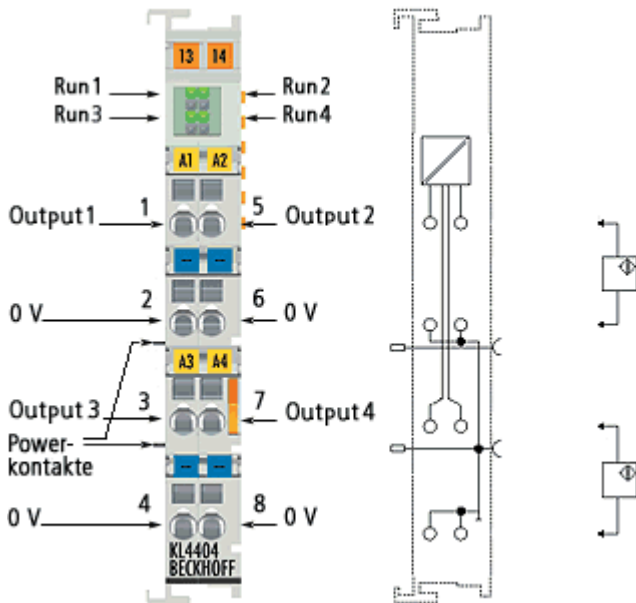 13 14
Run 1 Run 2
Run 3 Run 4
A1 A2
Output 1 1 5 Output 2
-- --
0 V 2 6 0 V
A3 A4
Output 3 3 7 Output 4
Power-
kontakte
-- --
0 V 4 8 0 V
KL4404
BECKHOFF